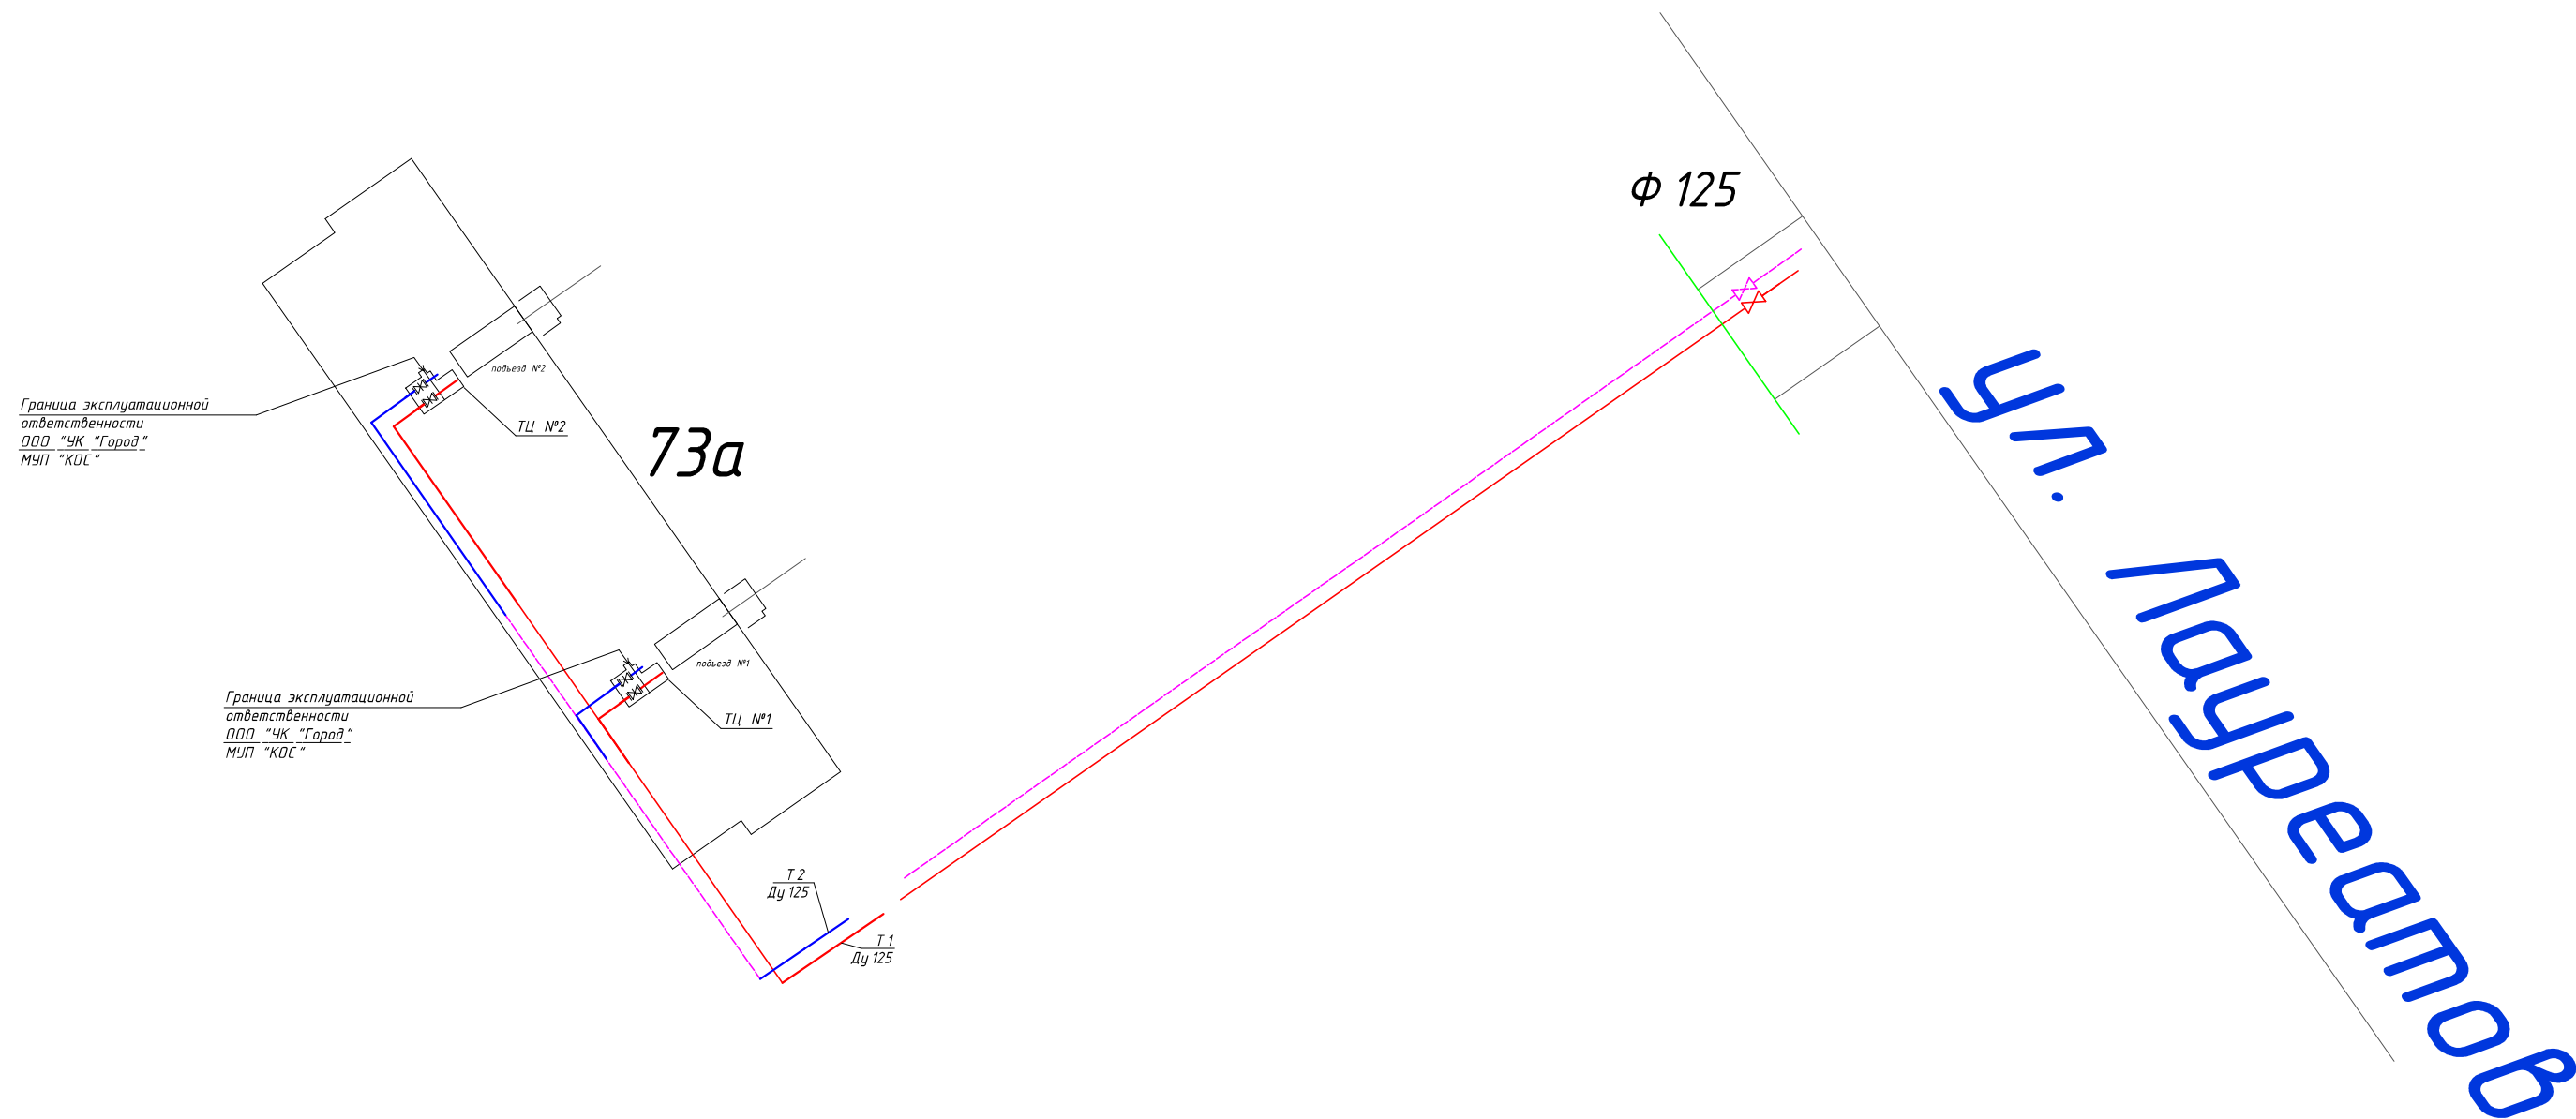 Ф 125
подъезд №2
Граница эксплуатационной
ответственности
ООО "УК "Город"
МУП "КОС"
ТЦ №2
73а
ул. Лауреатов
подъезд №1
Граница эксплуатационной
ответственности
ООО "УК "Город"
МУП "КОС"
ТЦ №1
Т 2
Ду 125
Т 1
Ду 125